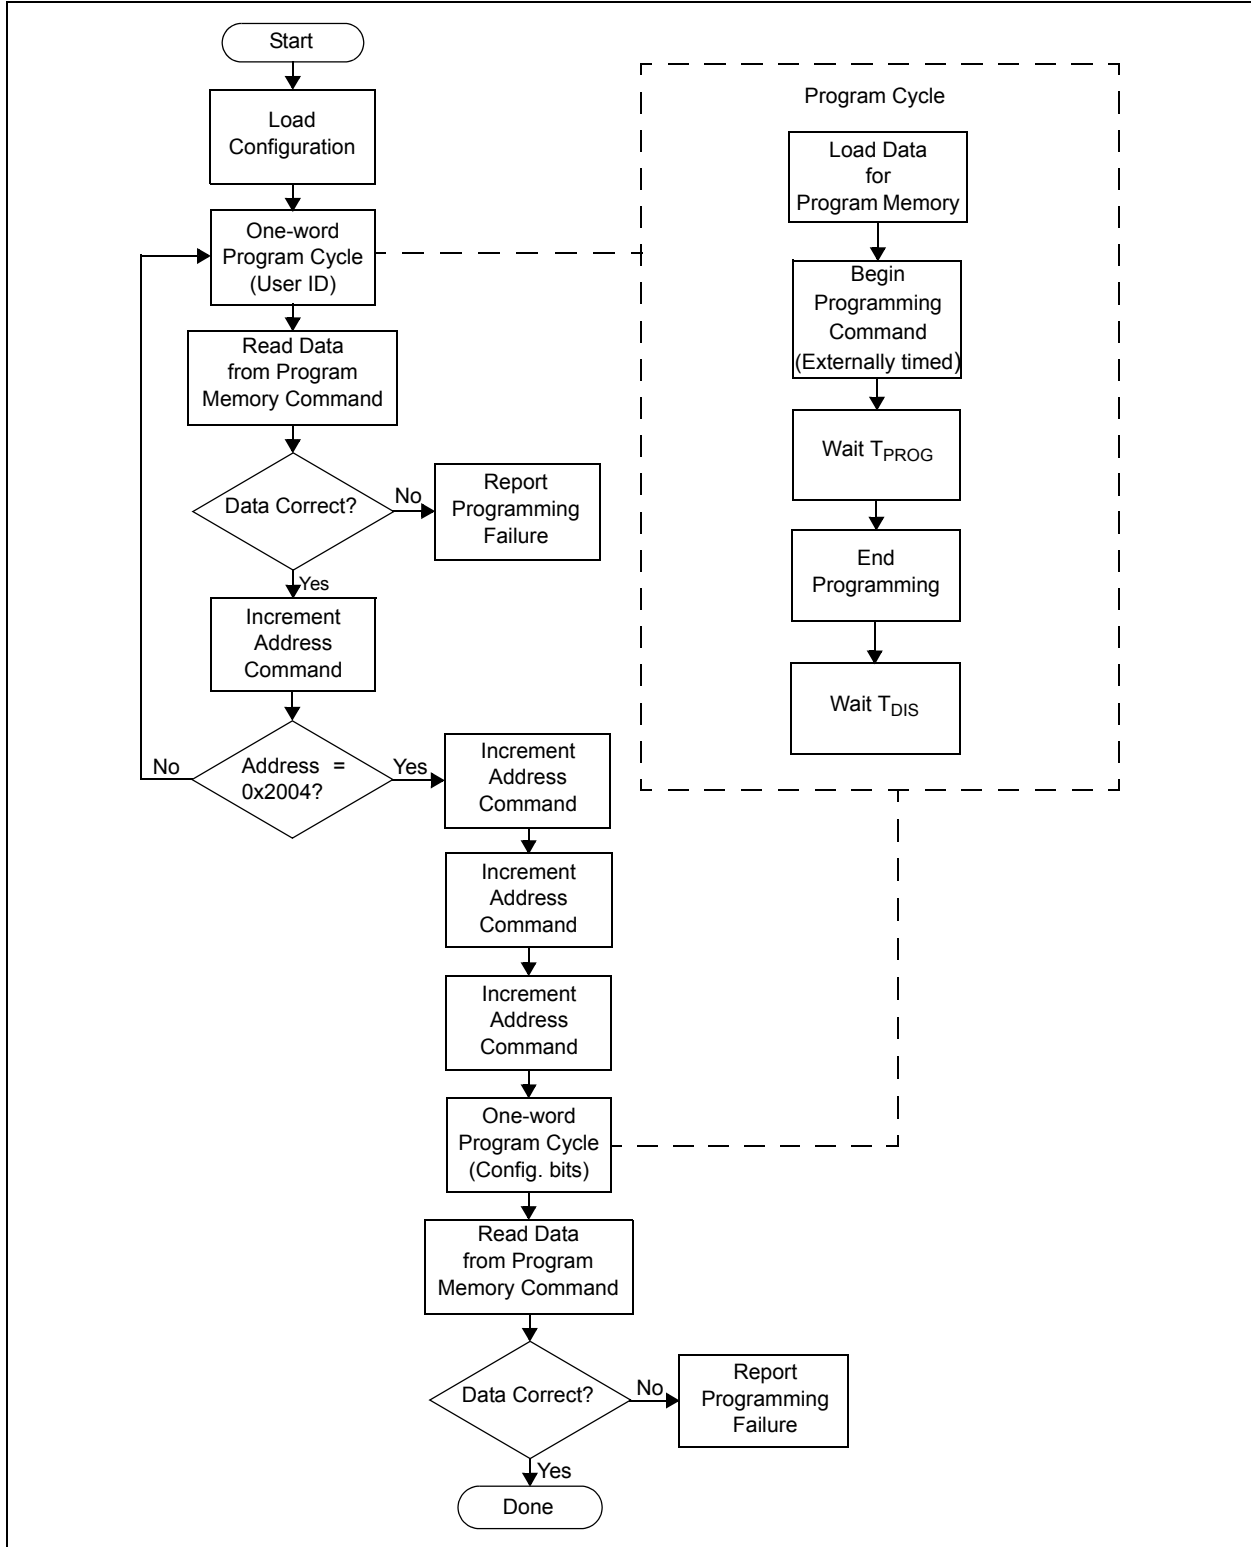 Start
Load
Configuration
One-word
Program Cycle
(User ID)
Read Data
from Program
Memory Command
Data Correct?
No
Report
Programming
Failure
Yes
Increment
Address
Command
Address =
0x2004?
No
Yes
Increment
Address
Command
Increment
Address
Command
Increment
Address
Command
One-word
Program Cycle
(Config. bits)
Read Data
from Program
Memory Command
Data Correct?
No
Report
Programming
Failure
Yes
Done
Program Cycle
Load Data
for
Program Memory
Begin
Programming
Command
(Externally timed)
Wait TPROG
End
Programming
Wait TDIS